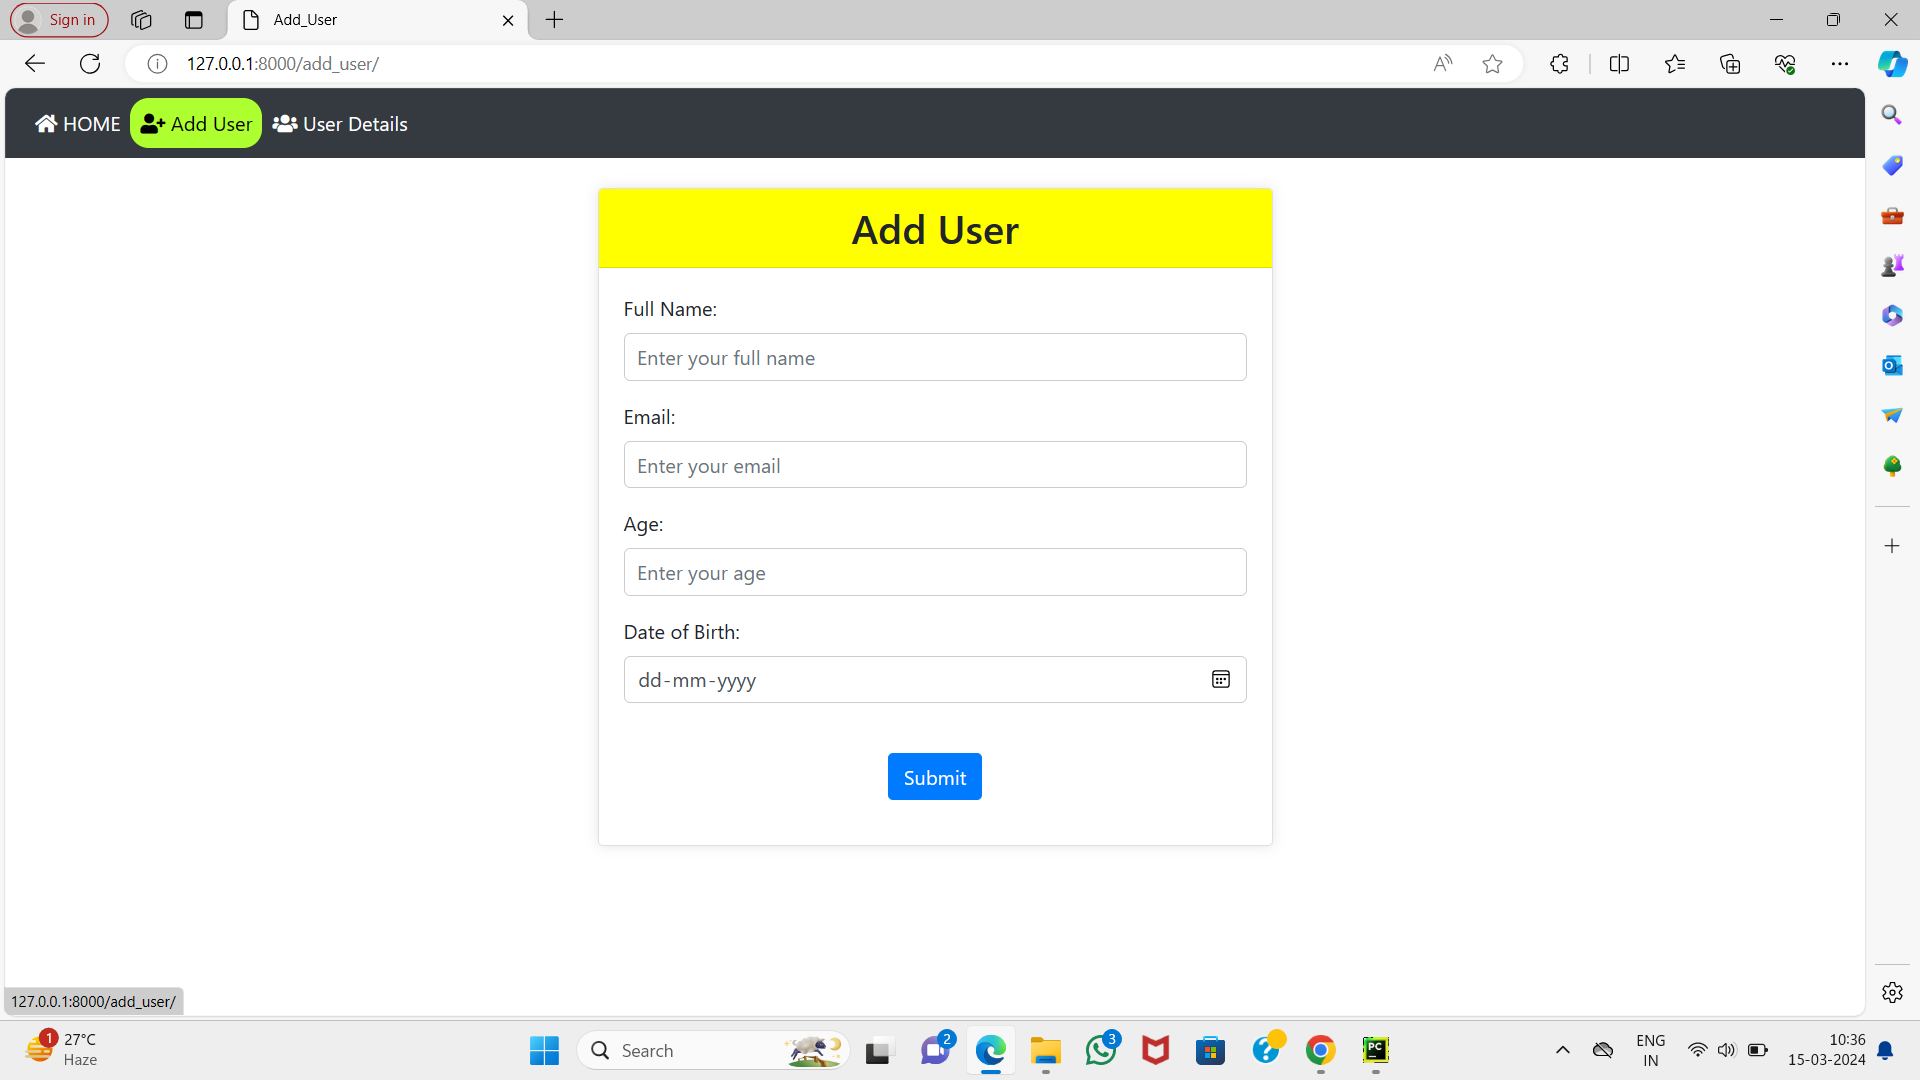 Sign in
Add_User
127.0.0.1:8000/add_user/
HOME
Add User
User Details
Add User
Full Name:
Enter your full name
Email:
Enter your email
Age:
Enter your age
Date of Birth:
dd-mm-yyyy
Submit
127.0.0.1:8000/add_user/
1
27°C
Haze
Search
2
3
PC
ENG
IN
10:36
15-03-2024